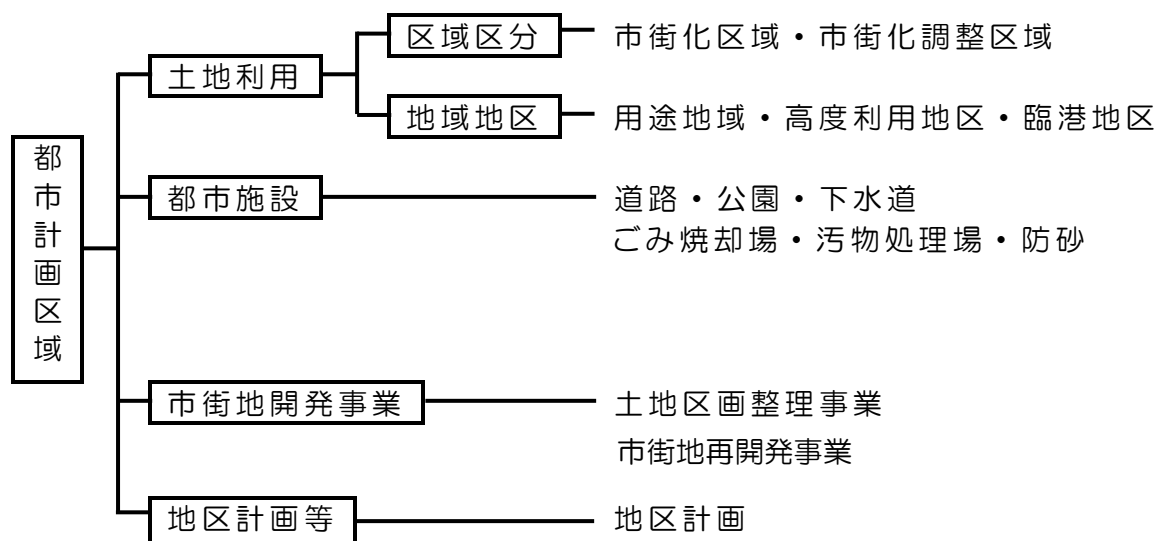 都市計画区域
土地利用
区域区分
市街化区域・市街化調整区域
地域地区
用途地域・高度利用地区・臨港地区
都市施設
道路・公園・下水道
ごみ焼却場・汚物処理場・防砂
市街地開発事業
土地区画整理事業
市街地再開発事業
地区計画等
地区計画